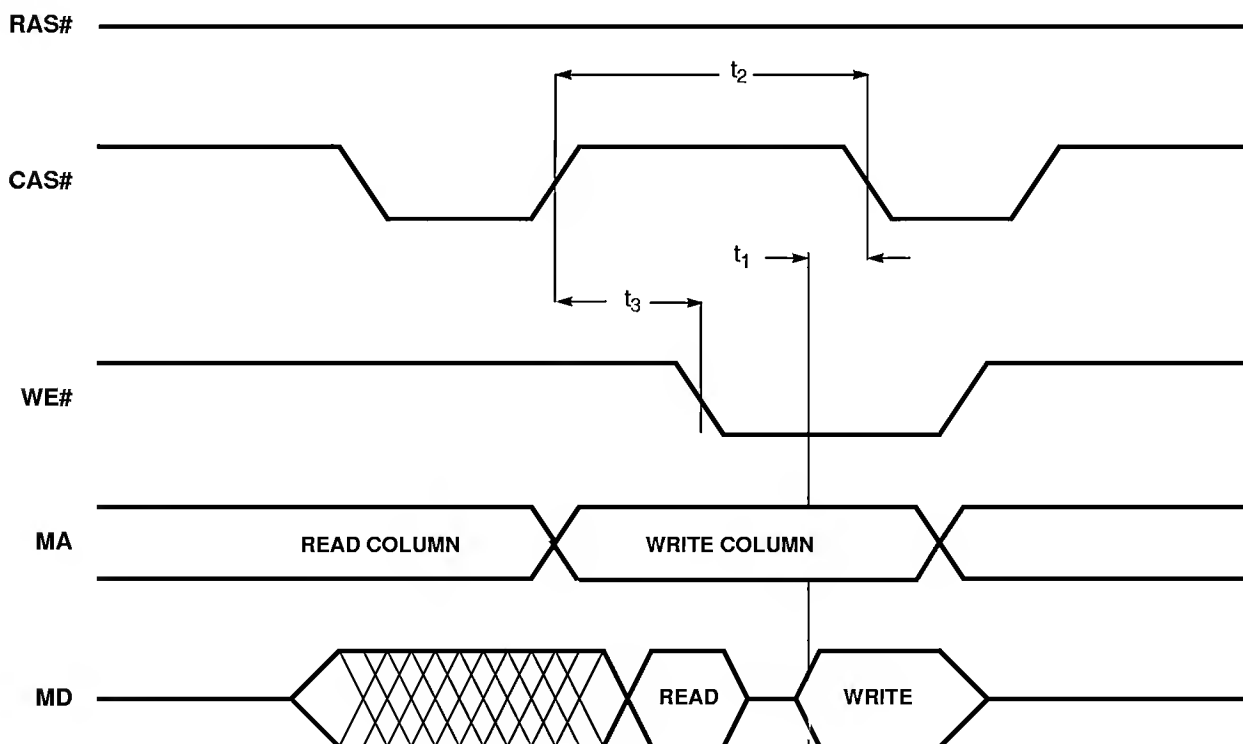 RAS#
t2
CAS#
t1
t3
WE#
MA READ COLUMN WRITE COLUMN
MD READ WRITE